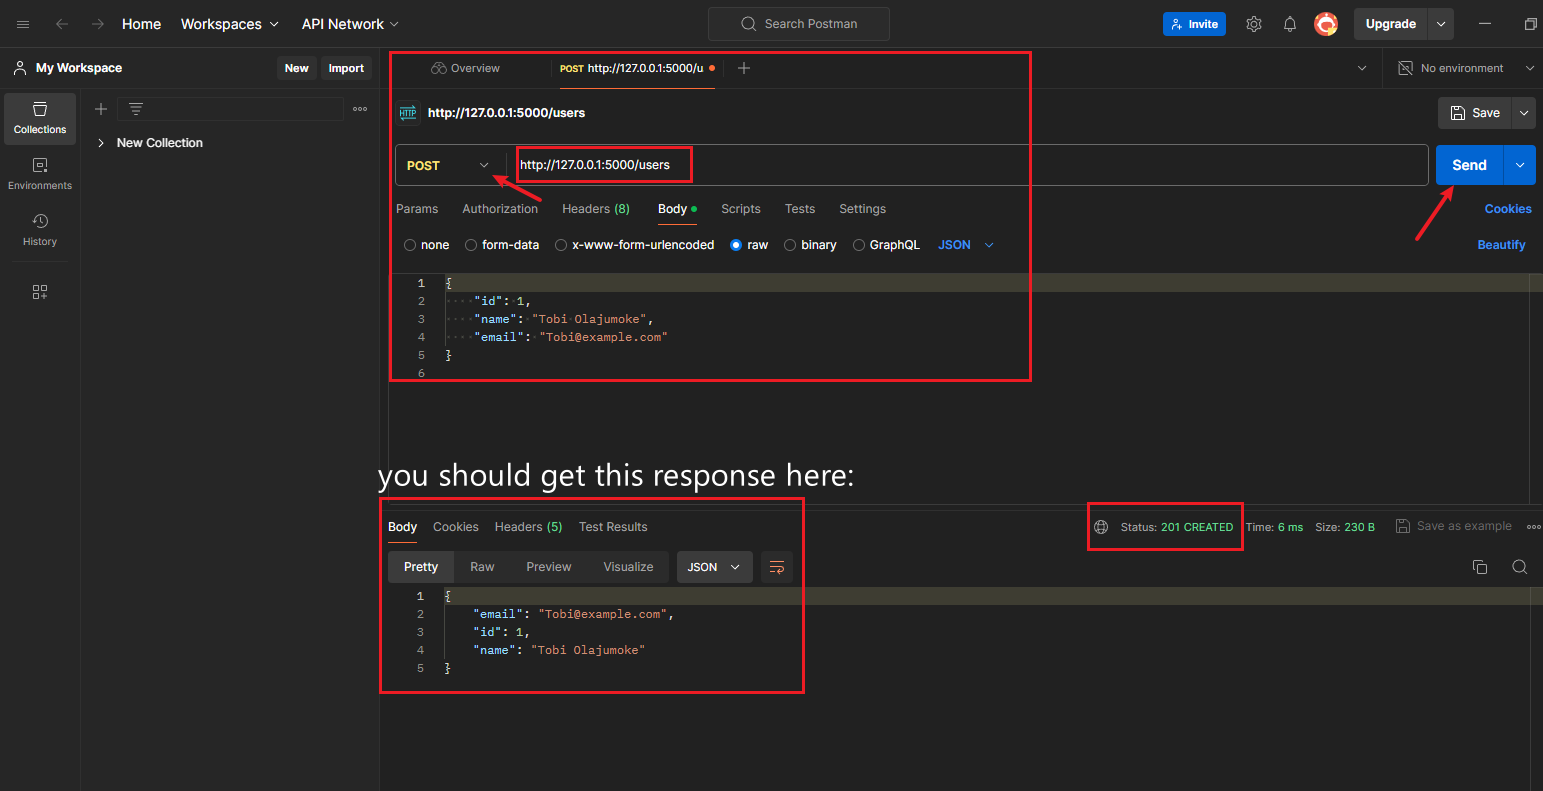 Home Workspaces API Network Search Postman Invite Upgrade
My Workspace New Import Overview POST http://127.0.0.1:5000/u No environment
HTTP http://127.0.0.1:5000/users Save
Collections
New Collection
POST http://127.0.0.1:5000/users Send
Environments
Params Authorization Headers (8) Body Scripts Tests Settings Cookies
History
none form-data x-www-form-urlencoded raw binary GraphQL JSON Beautify
1 {
2 "id": 1,
3 "name": "Tobi Olajumoke",
4 "email": "Tobi@example.com"
5 }
6
you should get this response here:
Body Cookies Headers (5) Test Results Status: 201 CREATED Time: 6 ms Size: 230 B Save as example
Pretty Raw Preview Visualize JSON
1 {
2 "email": "Tobi@example.com",
3 "id": 1,
4 "name": "Tobi Olajumoke"
5 }